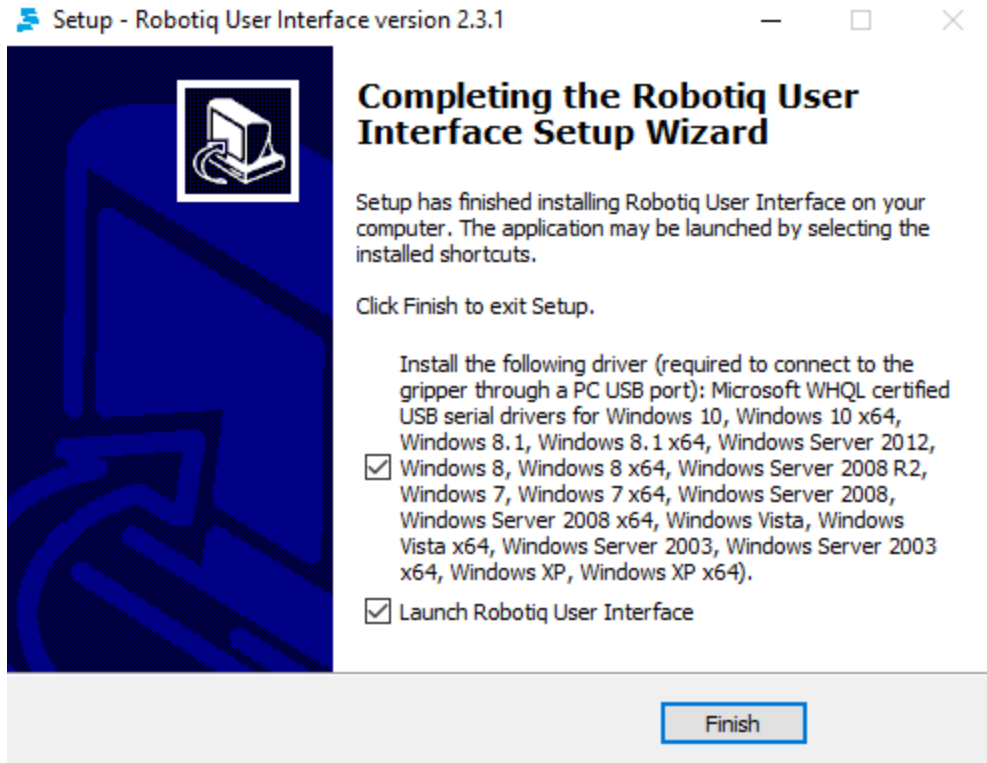 Setup - Robotiq User Interface version 2.3.1
Completing the Robotiq User
Interface Setup Wizard
Setup has finished installing Robotiq User Interface on your
computer. The application may be launched by selecting the
installed shortcuts.
Click Finish to exit Setup.
Install the following driver (required to connect to the
gripper through a PC USB port): Microsoft WHQL certified
USB serial drivers for Windows 10, Windows 10 x64,
Windows 8.1, Windows 8.1 x64, Windows Server 2012,
Windows 8, Windows 8 x64, Windows Server 2008 R2,
Windows 7, Windows 7 x64, Windows Server 2008,
Windows Server 2008 x64, Windows Vista, Windows
Vista x64, Windows Server 2003, Windows Server 2003
x64, Windows XP, Windows XP x64).
Launch Robotiq User Interface
Finish